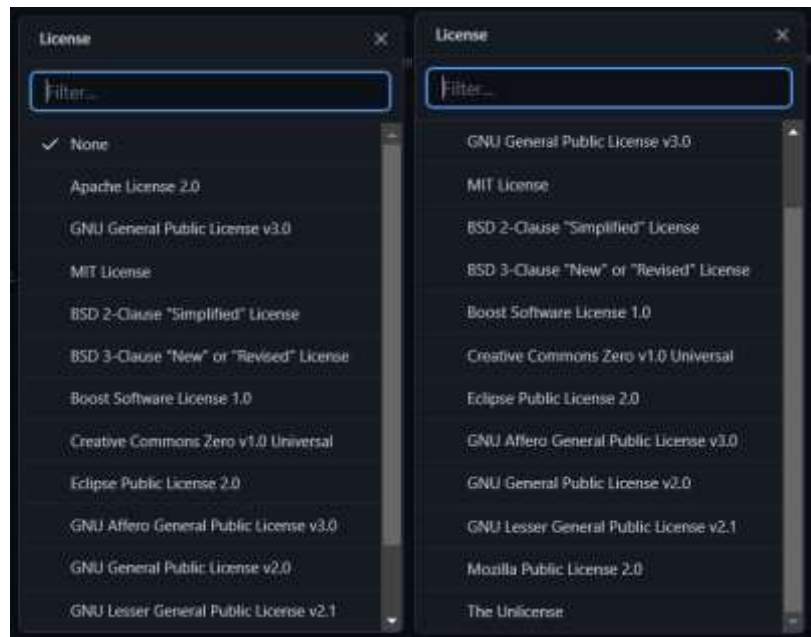 License
Filter...
None
Apache License 2.0
GNU General Public License v3.0
MIT License
BSD 2-Clause "Simplified" License
BSD 3-Clause "New" or "Revised" License
Boost Software License 1.0
Creative Commons Zero v1.0 Universal
Eclipse Public License 2.0
GNU Affero General Public License v3.0
GNU General Public License v2.0
GNU Lesser General Public License v2.1
License
Filter...
GNU General Public License v3.0
MIT License
BSD 2-Clause "Simplified" License
BSD 3-Clause "New" or "Revised" License
Boost Software License 1.0
Creative Commons Zero v1.0 Universal
Eclipse Public License 2.0
GNU Affero General Public License v3.0
GNU General Public License v2.0
GNU Lesser General Public License v2.1
Mozilla Public License 2.0
The Unlicense